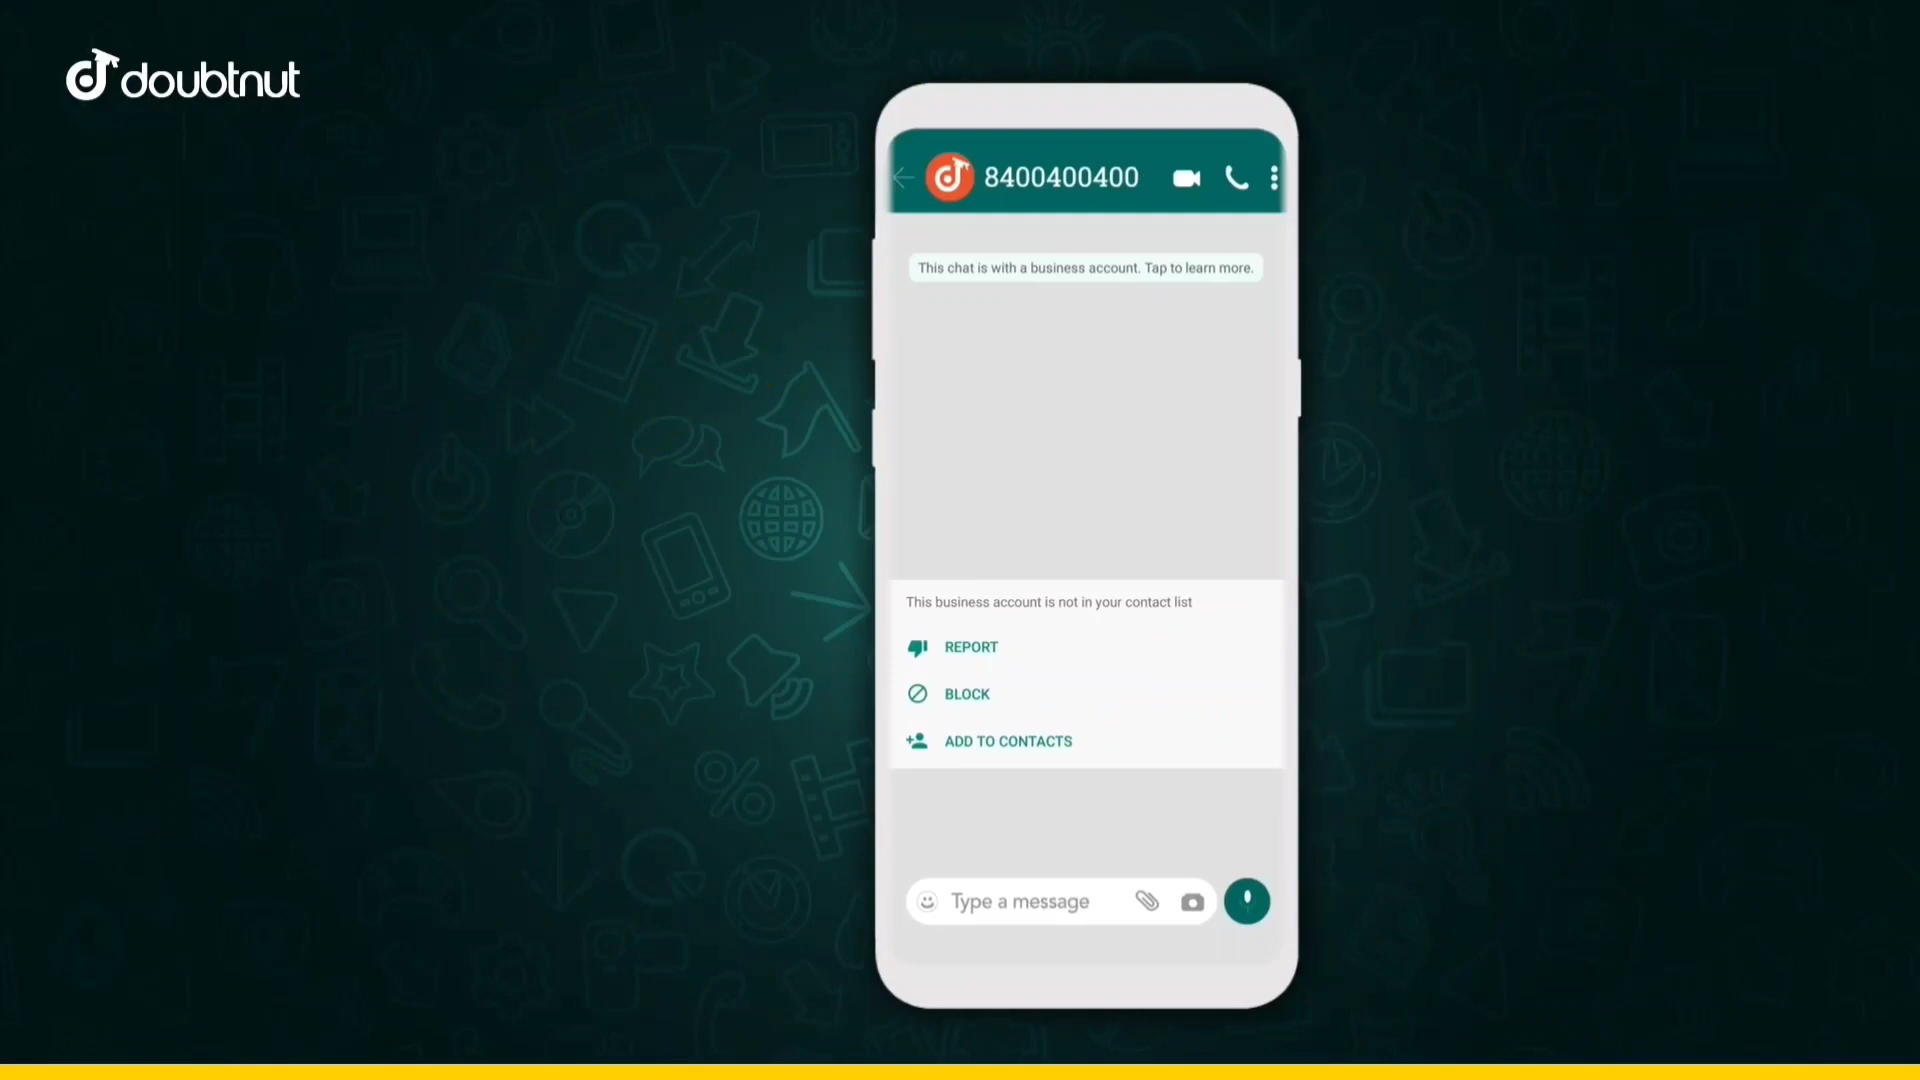 doubtnut
8400400400
This chat is with a business account. Tap to learn more.
This business account is not in your contact list
REPORT
BLOCK
ADD TO CONTACTS
Type a message